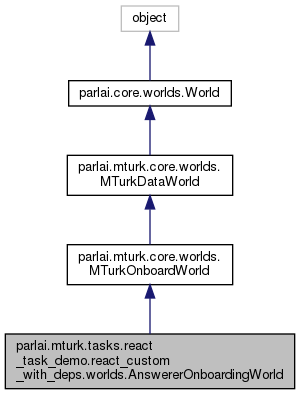 object
parlai.core.worlds.World
parlai.mturk.core.worlds.
MTurkDataWorld
parlai.mturk.core.worlds.
MTurkOnboardWorld
parlai.mturk.tasks.react
_task_demo.react_custom
_with_deps.worlds.AnswererOnboardingWorld